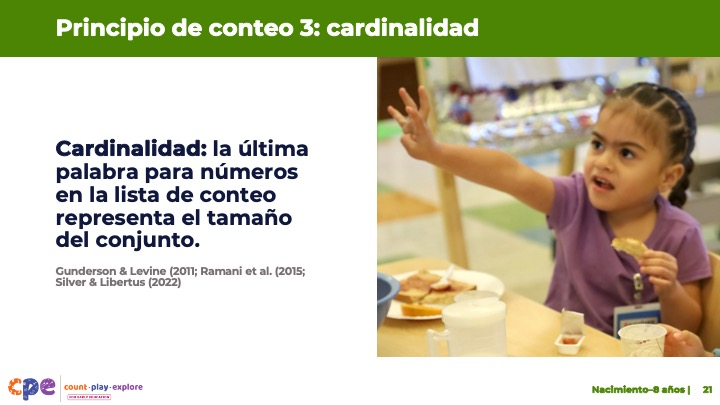 Principio de conteo 3: cardinalidad
Cardinalidad: la última
palabra para números
en la lista de conteo
representa el tamaño
del conjunto.
Gunderson & Levine (2011; Ramani et al. (2015;
Silver & Libertus (2022)
cpe
count·play·explore
Nacimiento–8 años | 21